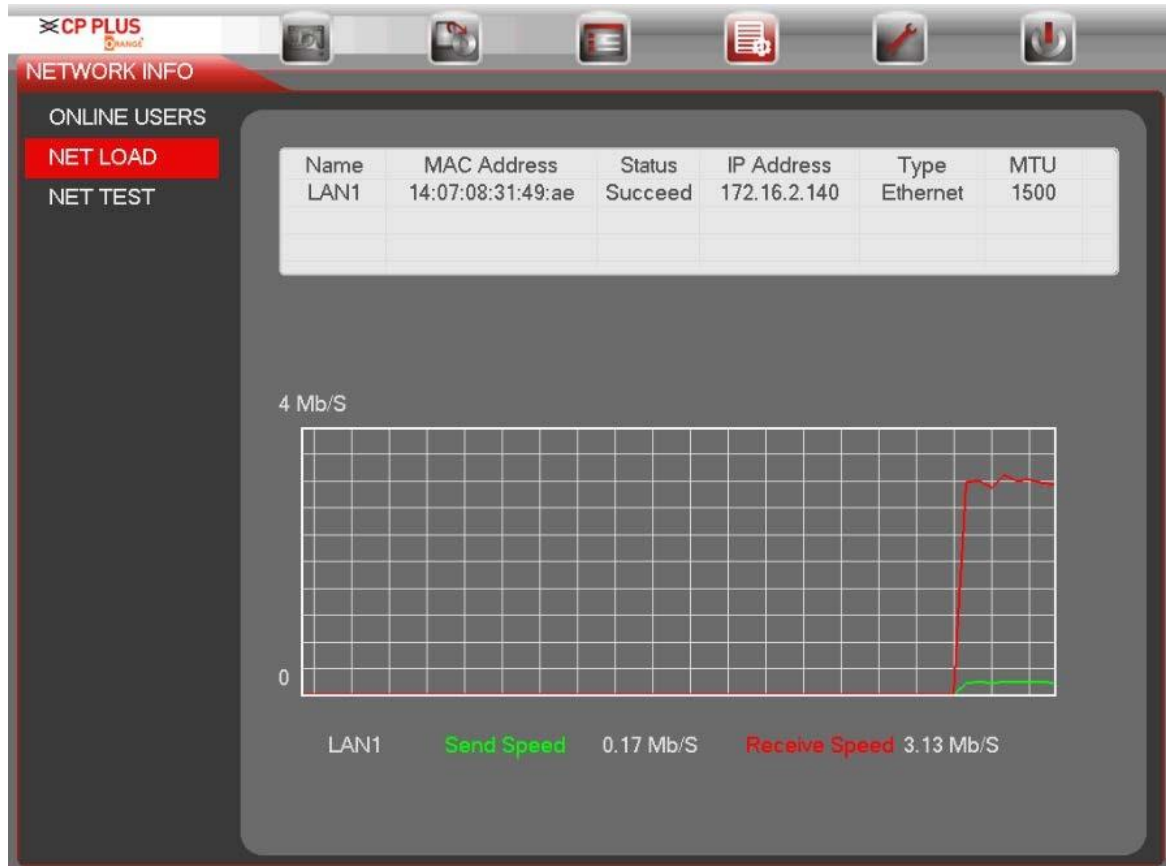 CP PLUS
ORANGE
NETWORK INFO
ONLINE USERS
NET LOAD
NET TEST
Name MAC Address Status IP Address Type MTU
LAN1 14:07:08:31:49:ae Succeed 172.16.2.140 Ethernet 1500
4 Mb/S
0
LAN1 Send Speed 0.17 Mb/S Receive Speed 3.13 Mb/S